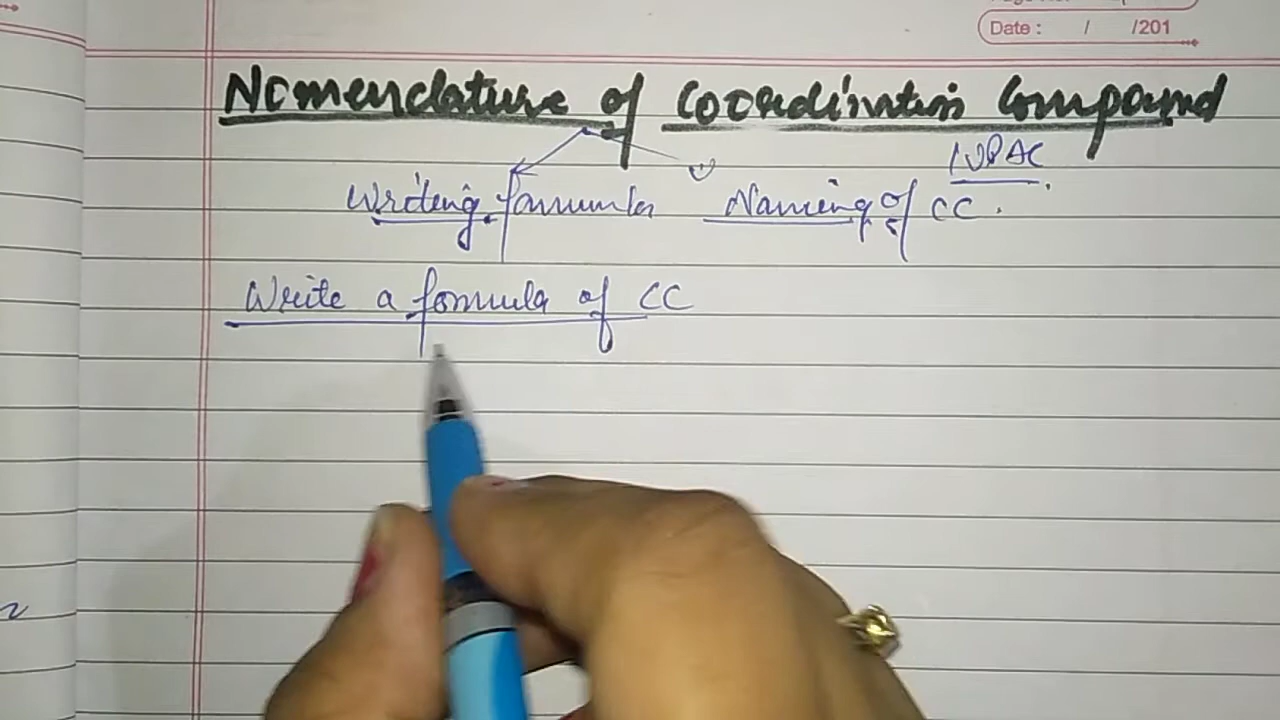 Date : / /201
Nomenclature of Coordination Compound
IUPAC
Writing formula Naming of CC.
Write a formula of CC